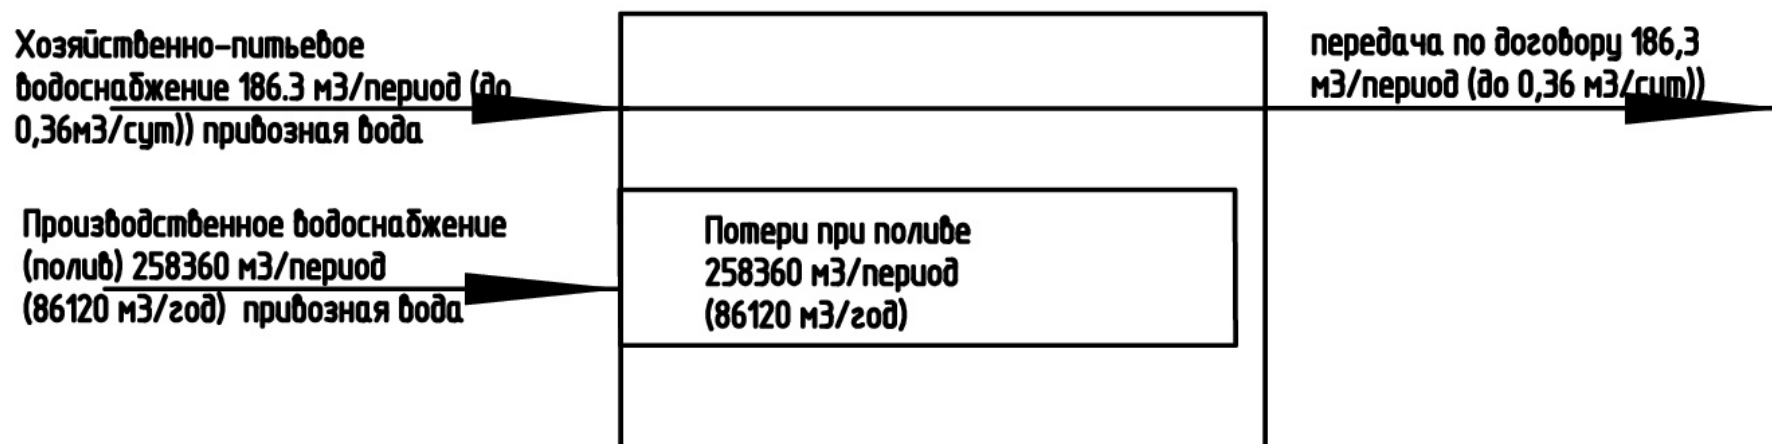 Хозяйственно-питьевое
водоснабжение 186.3 м3/период (до
0,36м3/сут)) привозная вода
передача по договору 186,3
м3/период (до 0,36 м3/сут))
Производственное водоснабжение
(полив) 258360 м3/период
(86120 м3/год) привозная вода
Потери при поливе
258360 м3/период
(86120 м3/год)